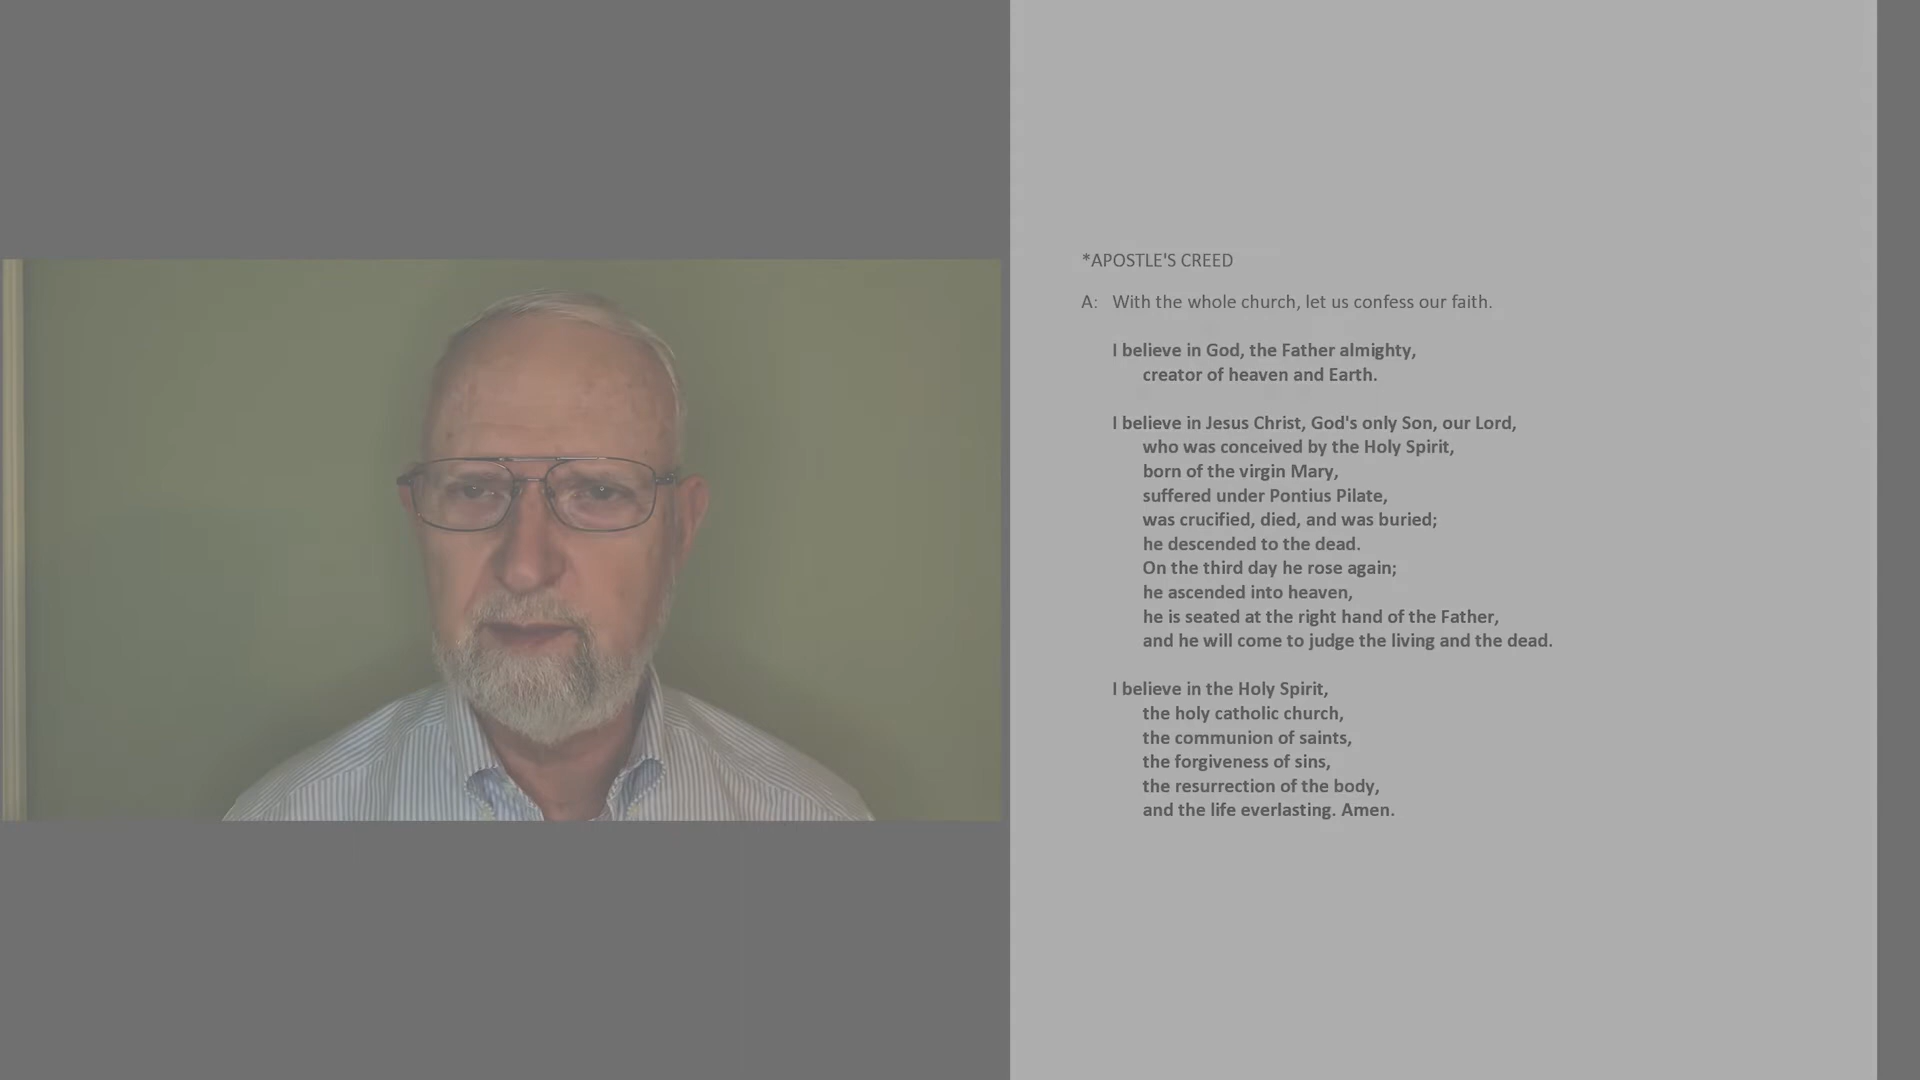 *APOSTLE'S CREED
A: With the whole church, let us confess our faith.
I believe in God, the Father almighty,
creator of heaven and Earth.
I believe in Jesus Christ, God's only Son, our Lord,
who was conceived by the Holy Spirit,
born of the virgin Mary,
suffered under Pontius Pilate,
was crucified, died, and was buried;
he descended to the dead.
On the third day he rose again;
he ascended into heaven,
he is seated at the right hand of the Father,
and he will come to judge the living and the dead.
I believe in the Holy Spirit,
the holy catholic church,
the communion of saints,
the forgiveness of sins,
the resurrection of the body,
and the life everlasting. Amen.